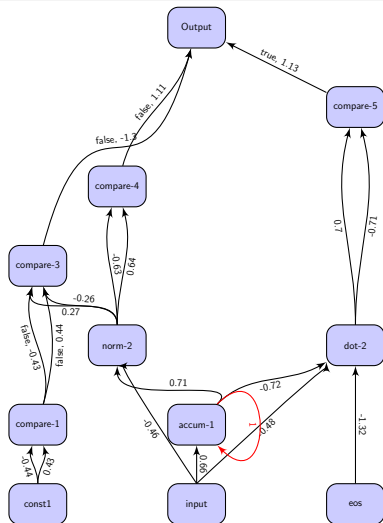 Output
true, 1.13
compare-5
false, 1.11
false, -1.3
compare-4
0.7
-0.71
-0.63
0.64
compare-3
-0.26
0.27
false, -0.43
false, 0.44
norm-2
dot-2
0.71
-0.72
compare-1
accum-1
1
-0.46
-0.48
0.66
-1.32
-0.44
0.43
const1
input
eos